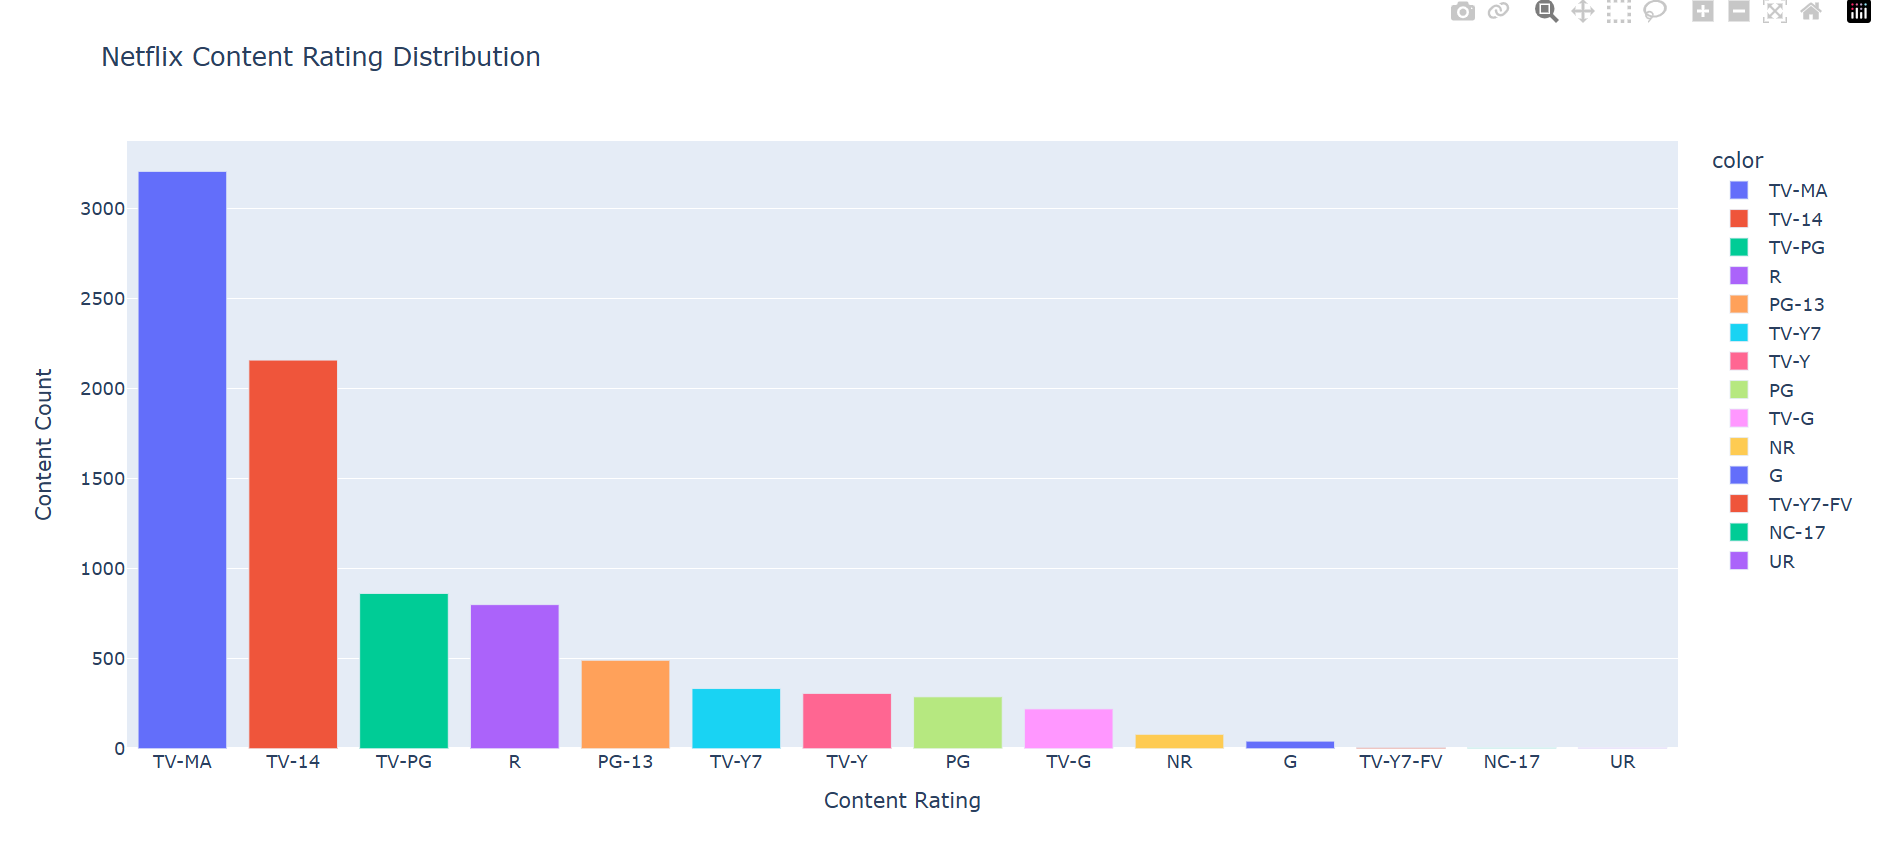 Netflix Content Rating Distribution
color
TV-MA
TV-14
TV-PG
R
PG-13
TV-Y7
TV-Y
PG
TV-G
NR
G
TV-Y7-FV
NC-17
UR
Content Count
3000
2500
2000
1500
1000
500
0
TV-MA TV-14 TV-PG R PG-13 TV-Y7 TV-Y PG TV-G NR G TV-Y7-FV NC-17 UR
Content Rating